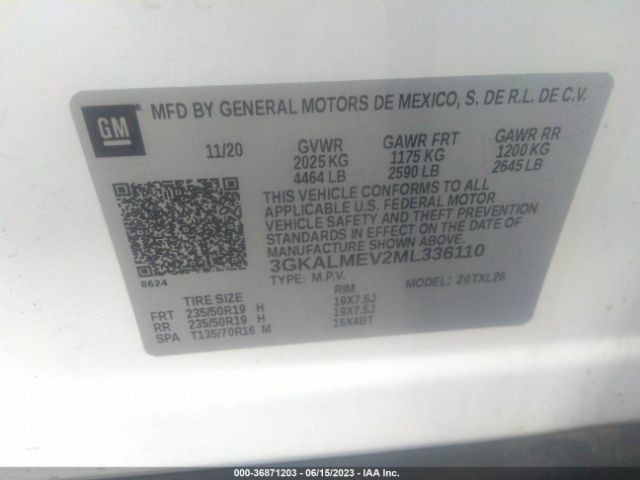 GM
MFD BY GENERAL MOTORS DE MEXICO, S. DE R.L. DE C.V.
11/20 GVWR GAWR FRT GAWR RR
2025 KG 1175 KG 1200 KG
4464 LB 2590 LB 2645 LB
THIS VEHICLE CONFORMS TO ALL
APPLICABLE U.S. FEDERAL MOTOR
VEHICLE SAFETY AND THEFT PREVENTION
STANDARDS IN EFFECT ON THE DATE OF
MANUFACTURE SHOWN ABOVE.
3GKALMEV2ML336110
8624 TYPE: M.P.V. MODEL: 20TXL26
TIRE SIZE RIM
FRT 235/50R19 H 19X7.5J
RR 235/50R19 H 19X7.5J
SPA T135/70R16 M 16X4BT
000-36871203 - 06/15/2023 - IAA Inc.